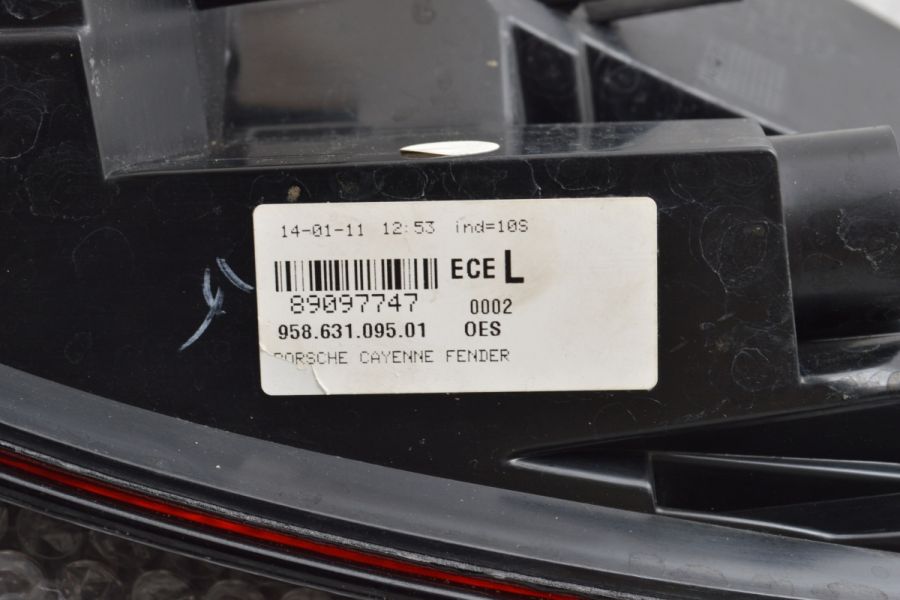 14-01-11 12:53 ind=10S
ECE L
89097747 0002
958.631.095.01 OES
PORSCHE CAYENNE FENDER